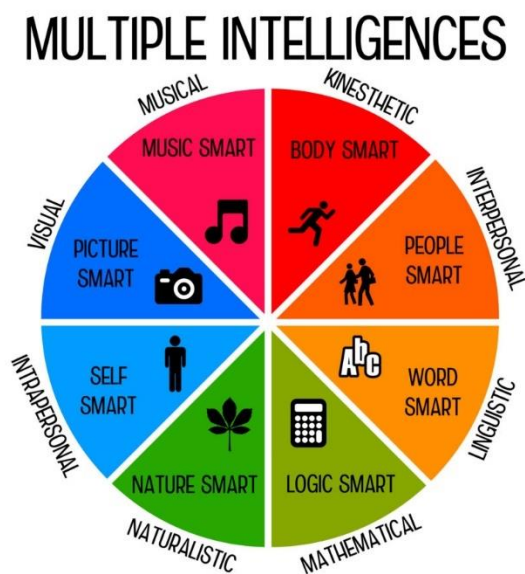 MULTIPLE INTELLIGENCES
MUSICAL
KINESTHETIC
MUSIC SMART
BODY SMART
VISUAL
INTERPERSONAL
PICTURE
SMART
PEOPLE
SMART
Abc
SELF
SMART
WORD
SMART
INTRAPERSONAL
LINGUISTIC
NATURE SMART
LOGIC SMART
NATURALISTIC
MATHEMATICAL